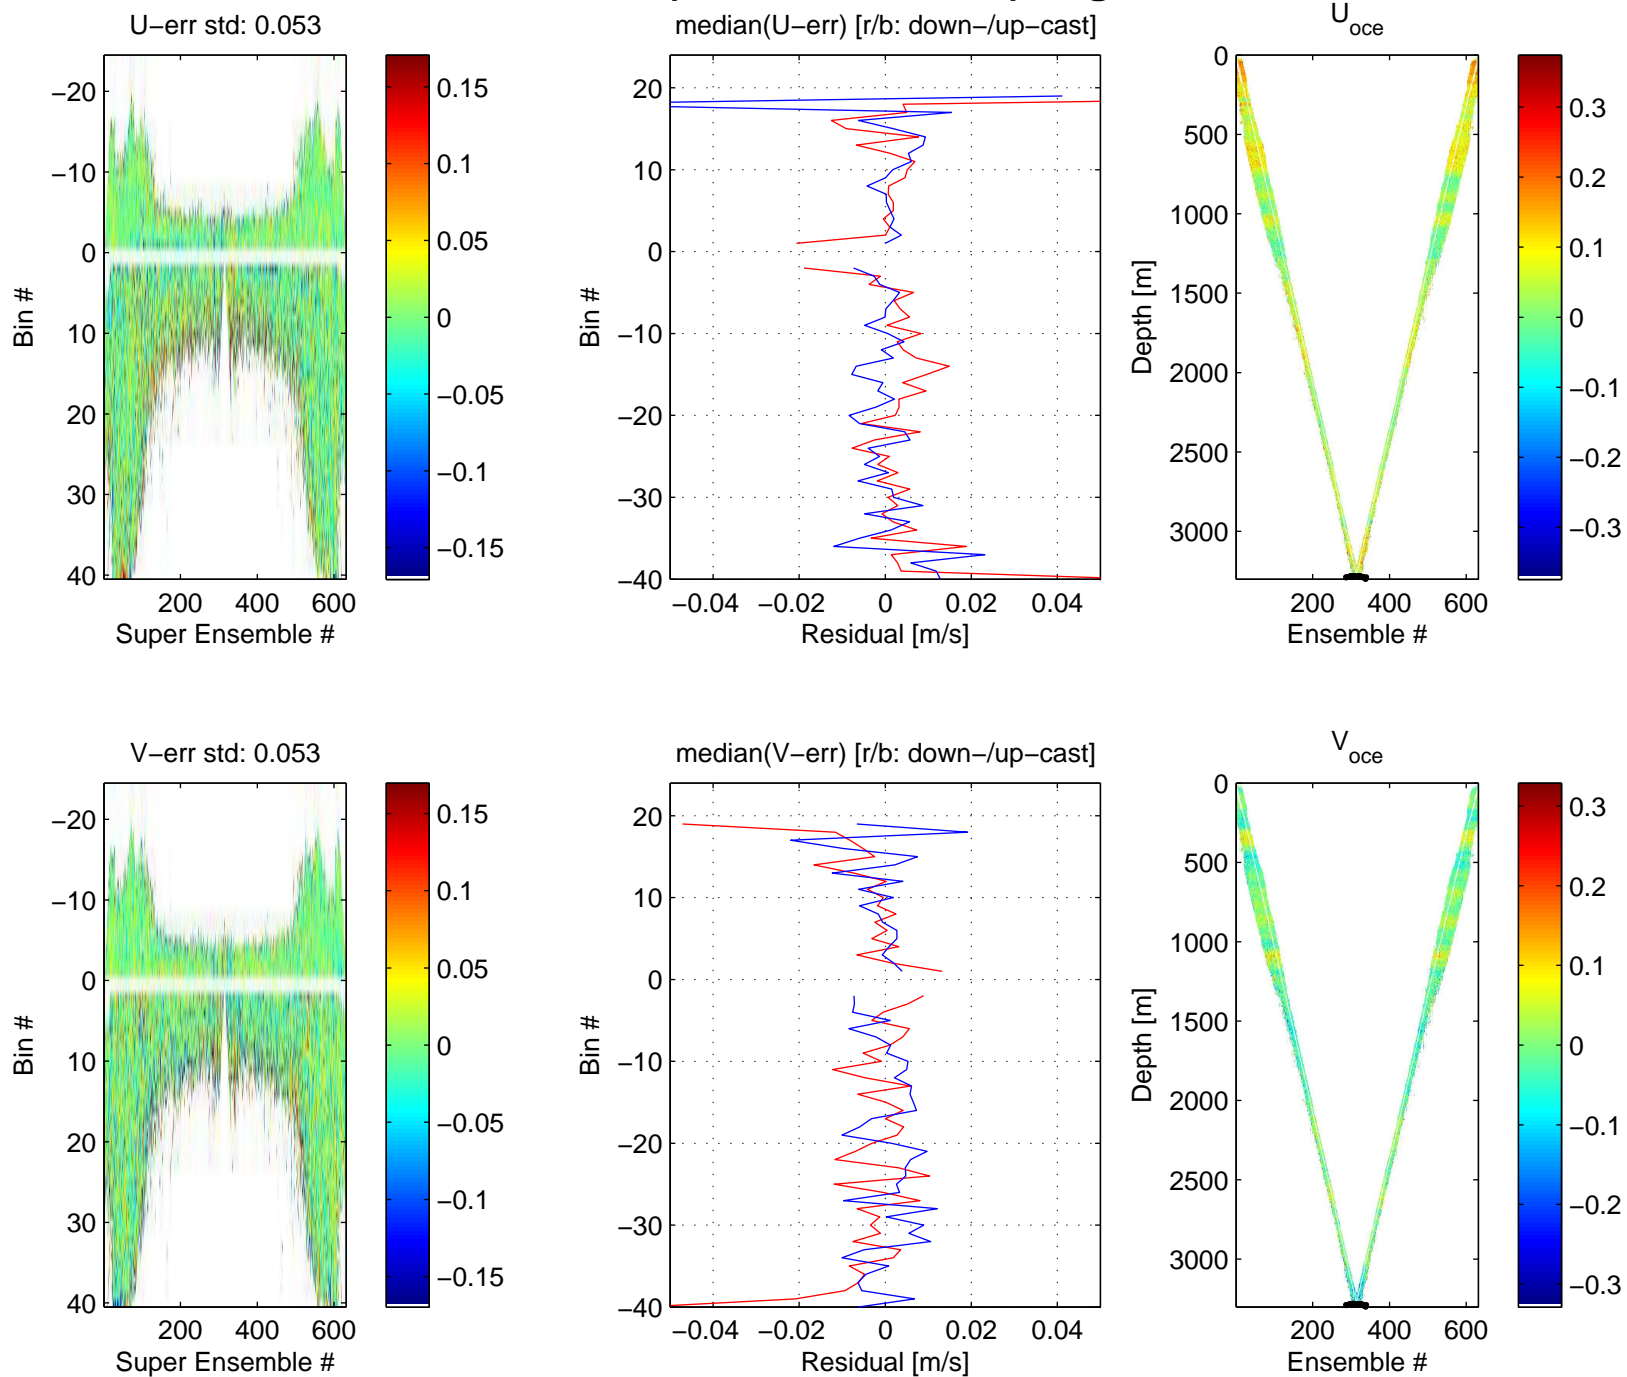 U−err std: 0.053
median(U−err) [r/b: down−/up−cast]
U oce
−20
−10
0
10
20
30
40
Bin #
200 400 600
Super Ensemble #
0.15
0.1
0.05
0
−0.05
−0.1
−0.15
20
10
0
−10
−20
−30
−40
Bin #
−0.04 −0.02 0 0.02 0.04
Residual [m/s]
0
500
1000
1500
2000
2500
3000
Depth [m]
200 400 600
Ensemble #
0.3
0.2
0.1
0
−0.1
−0.2
−0.3
V−err std: 0.053
median(V−err) [r/b: down−/up−cast]
V oce
−20
−10
0
10
20
30
40
Bin #
200 400 600
Super Ensemble #
0.15
0.1
0.05
0
−0.05
−0.1
−0.15
20
10
0
−10
−20
−30
−40
Bin #
−0.04 −0.02 0 0.02 0.04
Residual [m/s]
0
500
1000
1500
2000
2500
3000
Depth [m]
200 400 600
Ensemble #
0.3
0.2
0.1
0
−0.1
−0.2
−0.3